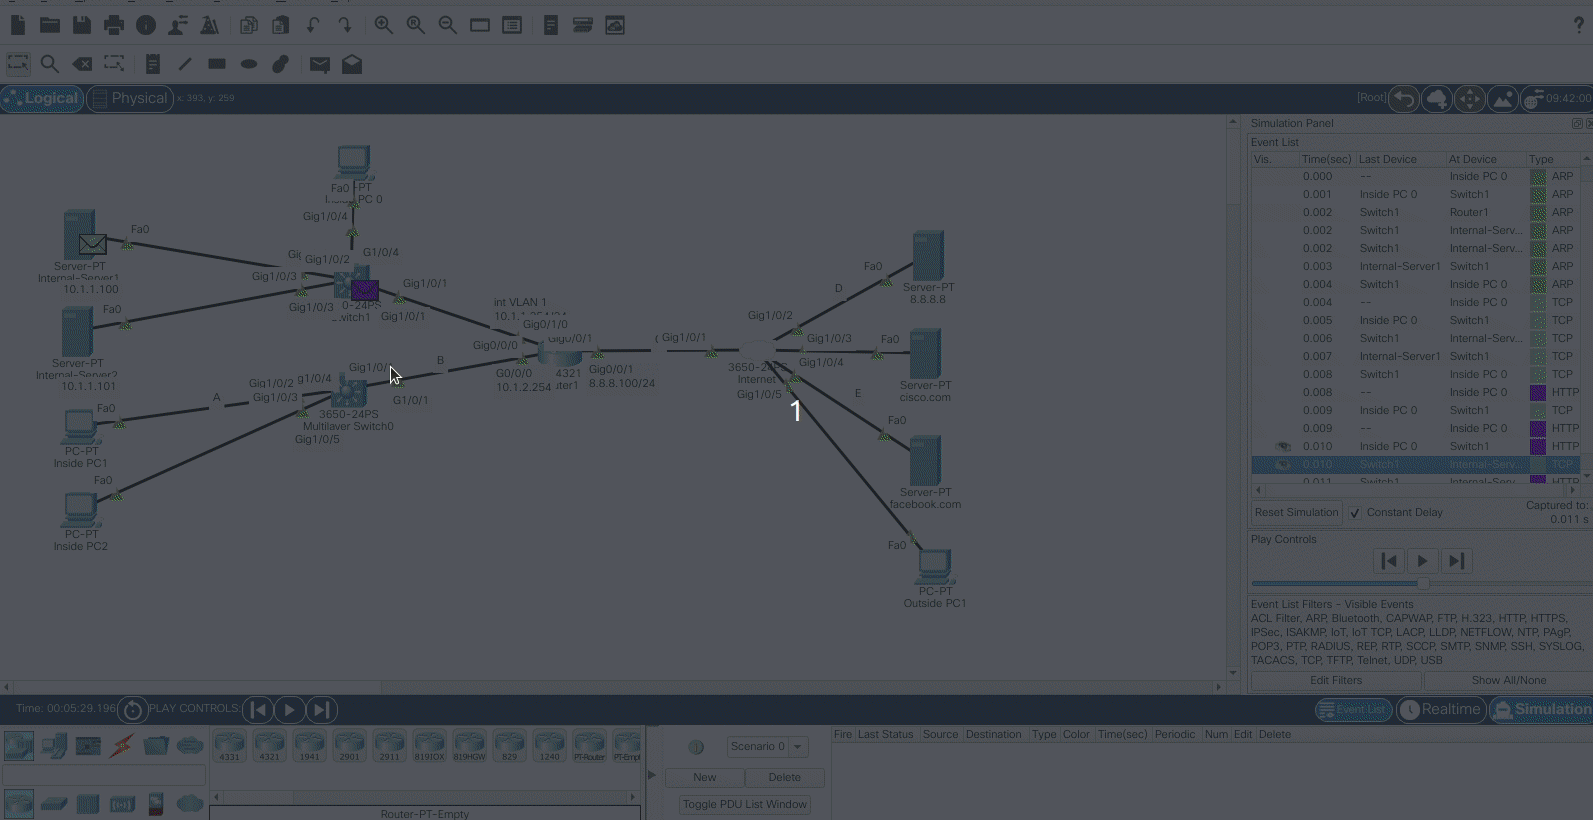 Logical
Physical
x: 393, y: 259
[Root]
09:42:00
Fa0
-PT
PC 0
Gig1/0/4
Fa0
Server-PT
Internal-Server1
10.1.1.100
Gig1/0/2
G1/0/4
Gig1/0/3
Gig1/0/1
Gig1/0/3
0-24PS
witch1
Gig1/0/1
Fa0
Server-PT
Internal-Server2
10.1.1.101
int VLAN 1
Gig0/1/0
Gig0/0/0
Gig0/0/1
B
G0/0/0
10.1.2.254
4321
uter1
Gig0/0/1
8.8.8.100/24
Gig1/0/1
Gig1/0/2
g1/0/4
Gig1/0/
A
Gig1/0/3
G1/0/1
3650-24PS
Multilayer Switch0
Gig1/0/5
Fa0
PC-PT
Inside PC1
Fa0
PC-PT
Inside PC2
Fa0
D
Server-PT
8.8.8.8
Gig1/0/2
Gig1/0/3
Fa0
3650-24PS
Internet
Gig1/0/4
Gig1/0/5
Server-PT
cisco.com
1
E
Fa0
Server-PT
facebook.com
Fa0
PC-PT
Outside PC1
Simulation Panel
Event List
Vis. Time(sec) Last Device At Device Type
0.000 -- Inside PC 0 ARP
0.001 Inside PC 0 Switch1 ARP
0.002 Switch1 Router1 ARP
0.002 Switch1 Internal-Serv... ARP
0.002 Switch1 Internal-Serv... ARP
0.003 Internal-Server1 Switch1 ARP
0.004 Switch1 Inside PC 0 ARP
0.004 -- Inside PC 0 TCP
0.005 Inside PC 0 Switch1 TCP
0.006 Switch1 Internal-Serv... TCP
0.007 Internal-Server1 Switch1 TCP
0.008 Switch1 Inside PC 0 TCP
0.008 -- Inside PC 0 HTTP
0.009 Inside PC 0 Switch1 TCP
0.009 -- Inside PC 0 HTTP
0.010 Inside PC 0 Switch1 HTTP
0.010 Switch1 Internal-Serv... TCP
0.011 Switch1 Internal-Serv... HTTP
Reset Simulation
Constant Delay
Captured to:
0.011 s
Play Controls
Event List Filters - Visible Events
ACL Filter, ARP, Bluetooth, CAPWAP, FTP, H.323, HTTP, HTTPS,
IPSec, ISAKMP, IoT, IoT TCP, LACP, LLDP, NETFLOW, NTP, PAgP,
POP3, PTP, RADIUS, REP, RTP, SCCP, SMTP, SNMP, SSH, SYSLOG,
TACACS, TCP, TFTP, Telnet, UDP, USB
Edit Filters
Show All/None
Time: 00:05:29.196
PLAY CONTROLS:
Event List
Realtime
Simulation
4331 4321 1941 2901 2911 819IOX 819HGW 829 1240 PT-Router PT-Empt
Router-PT-Empty
Scenario 0
New
Delete
Toggle PDU List Window
Fire Last Status Source Destination Type Color Time(sec) Periodic Num Edit Delete